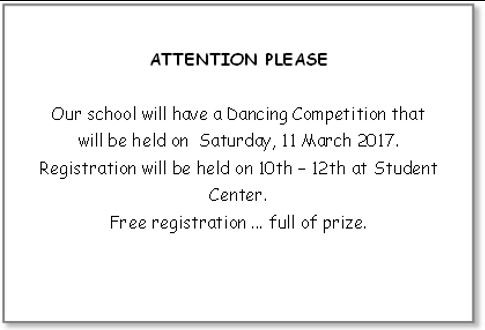 ATTENTION PLEASE
Our school will have a Dancing Competition that
will be held on Saturday, 11 March 2017.
Registration will be held on 10th – 12th at Student
Center.
Free registration ... full of prize.